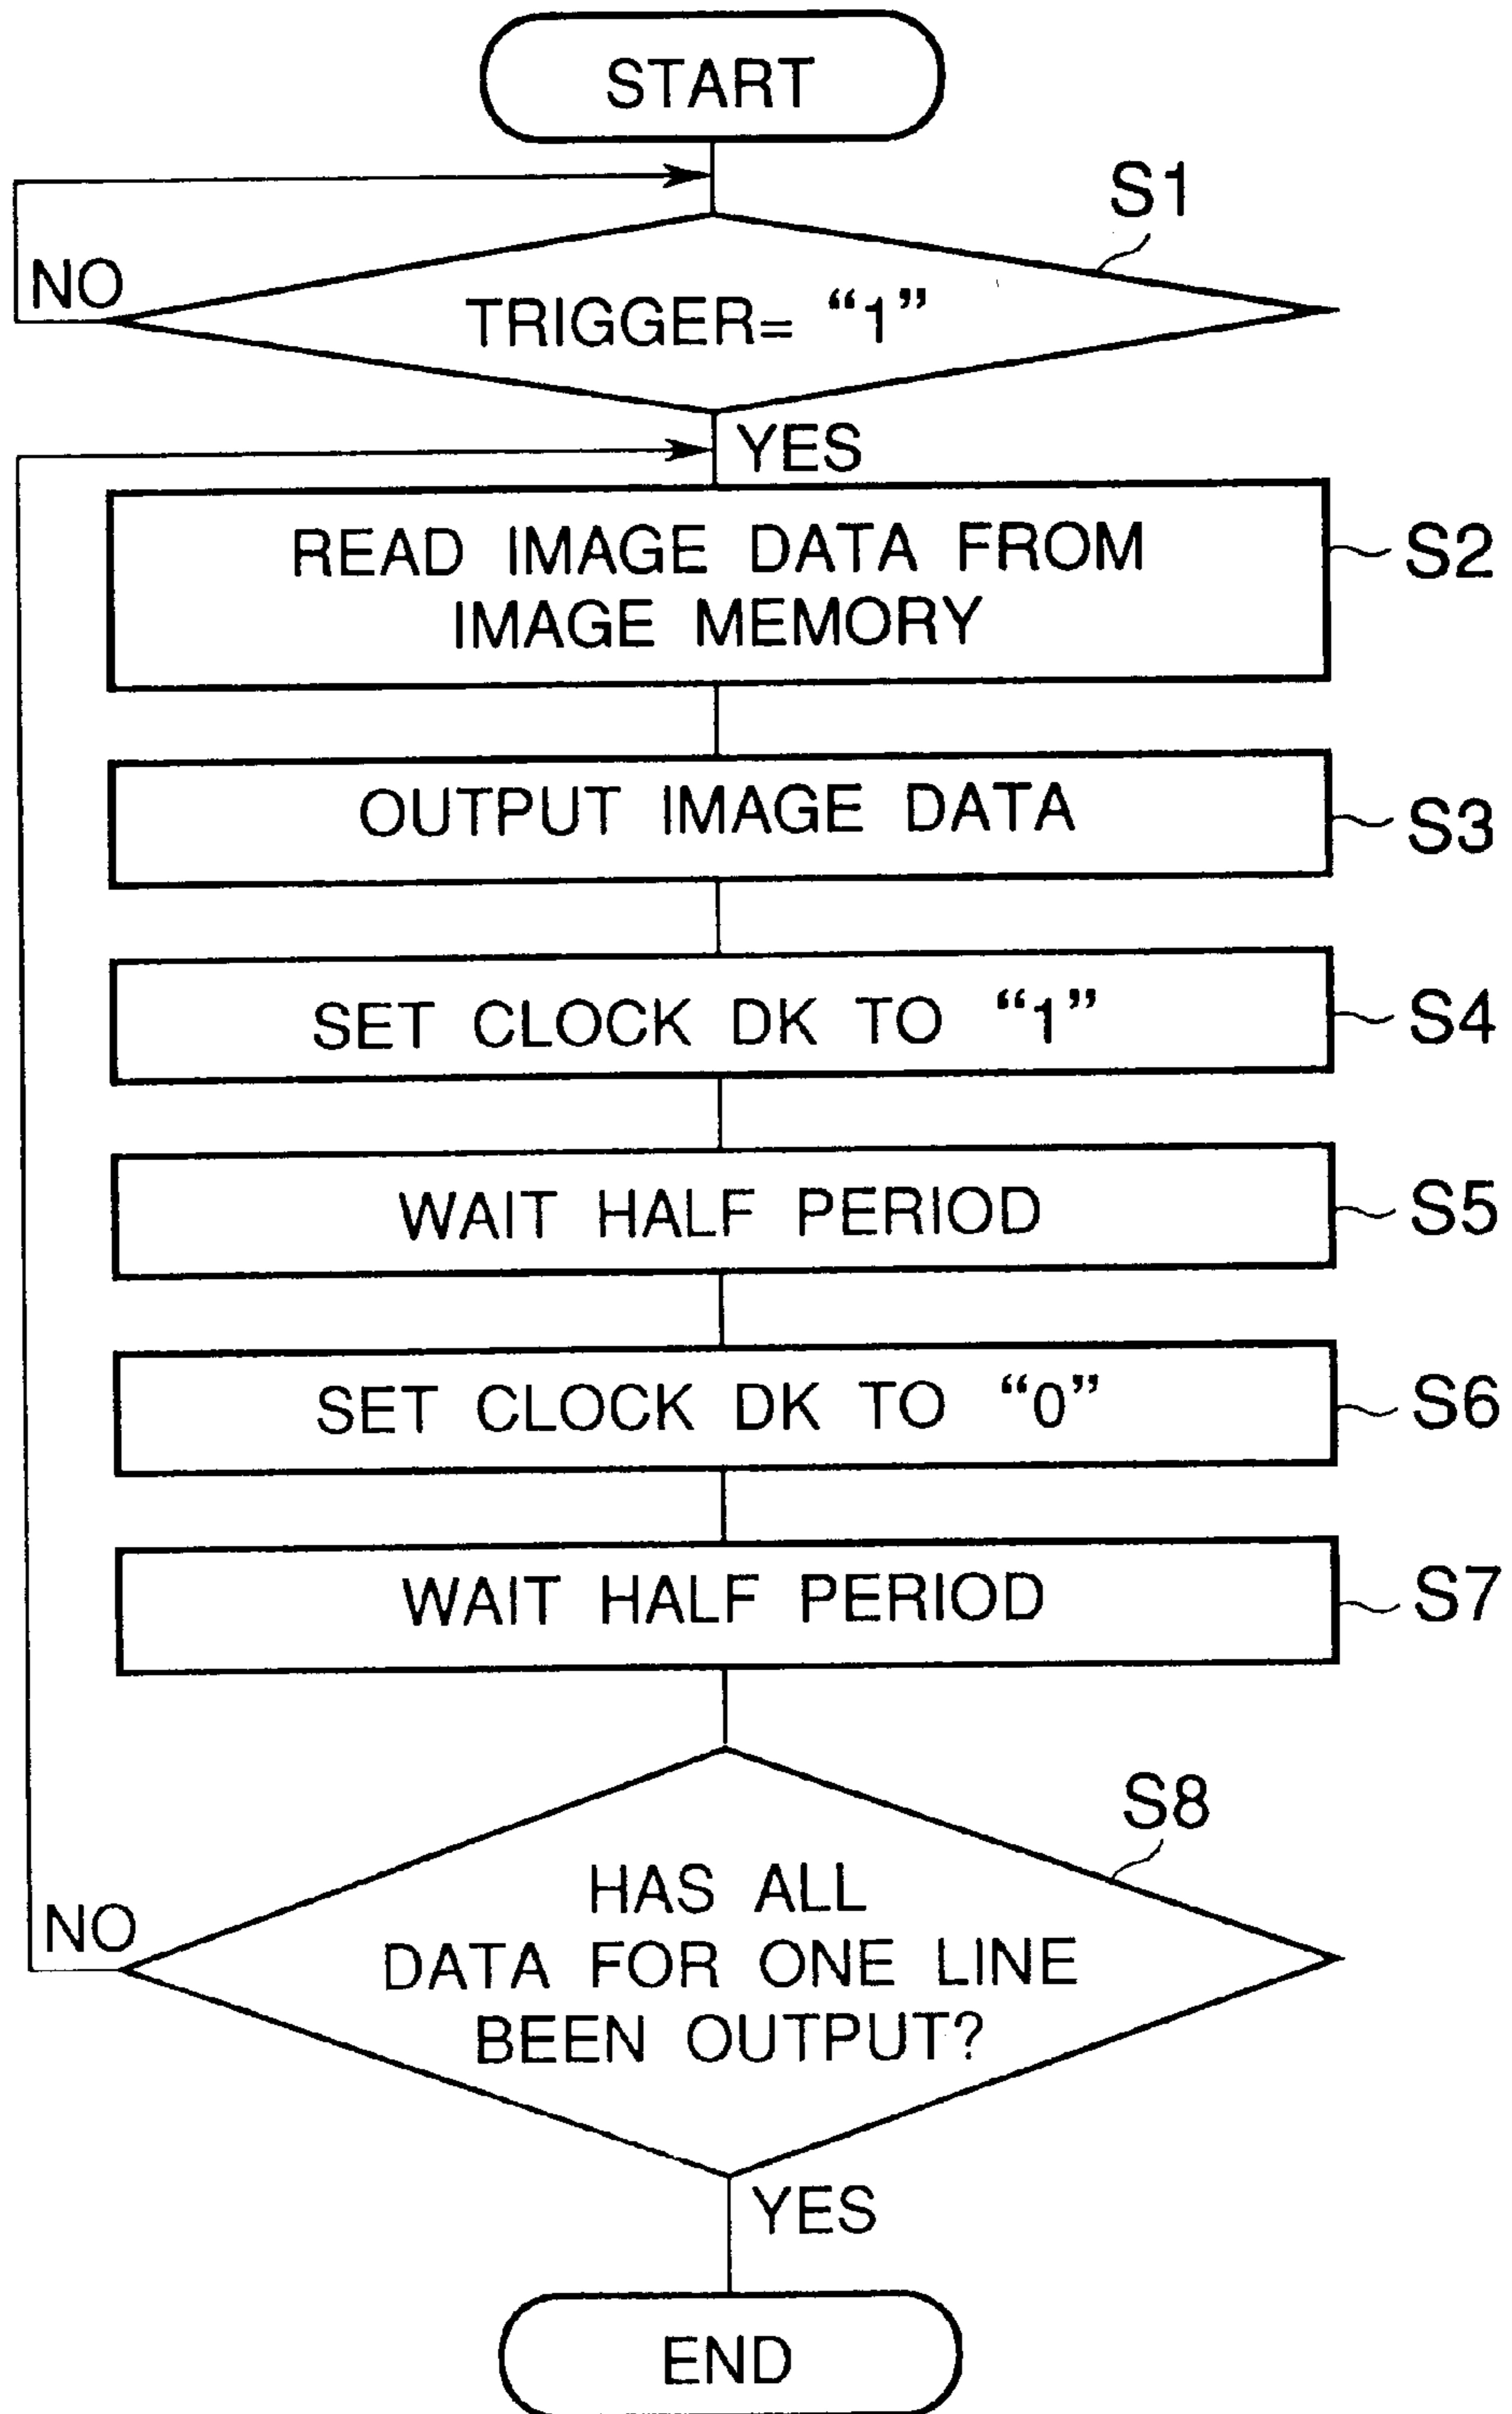 START
S1
NO
TRIGGER= “1”
YES
READ IMAGE DATA FROM
IMAGE MEMORY
S2
OUTPUT IMAGE DATA
S3
SET CLOCK DK TO “1”
S4
WAIT HALF PERIOD
S5
SET CLOCK DK TO “0”
S6
WAIT HALF PERIOD
S7
S8
HAS ALL
NO
DATA FOR ONE LINE
BEEN OUTPUT?
YES
END